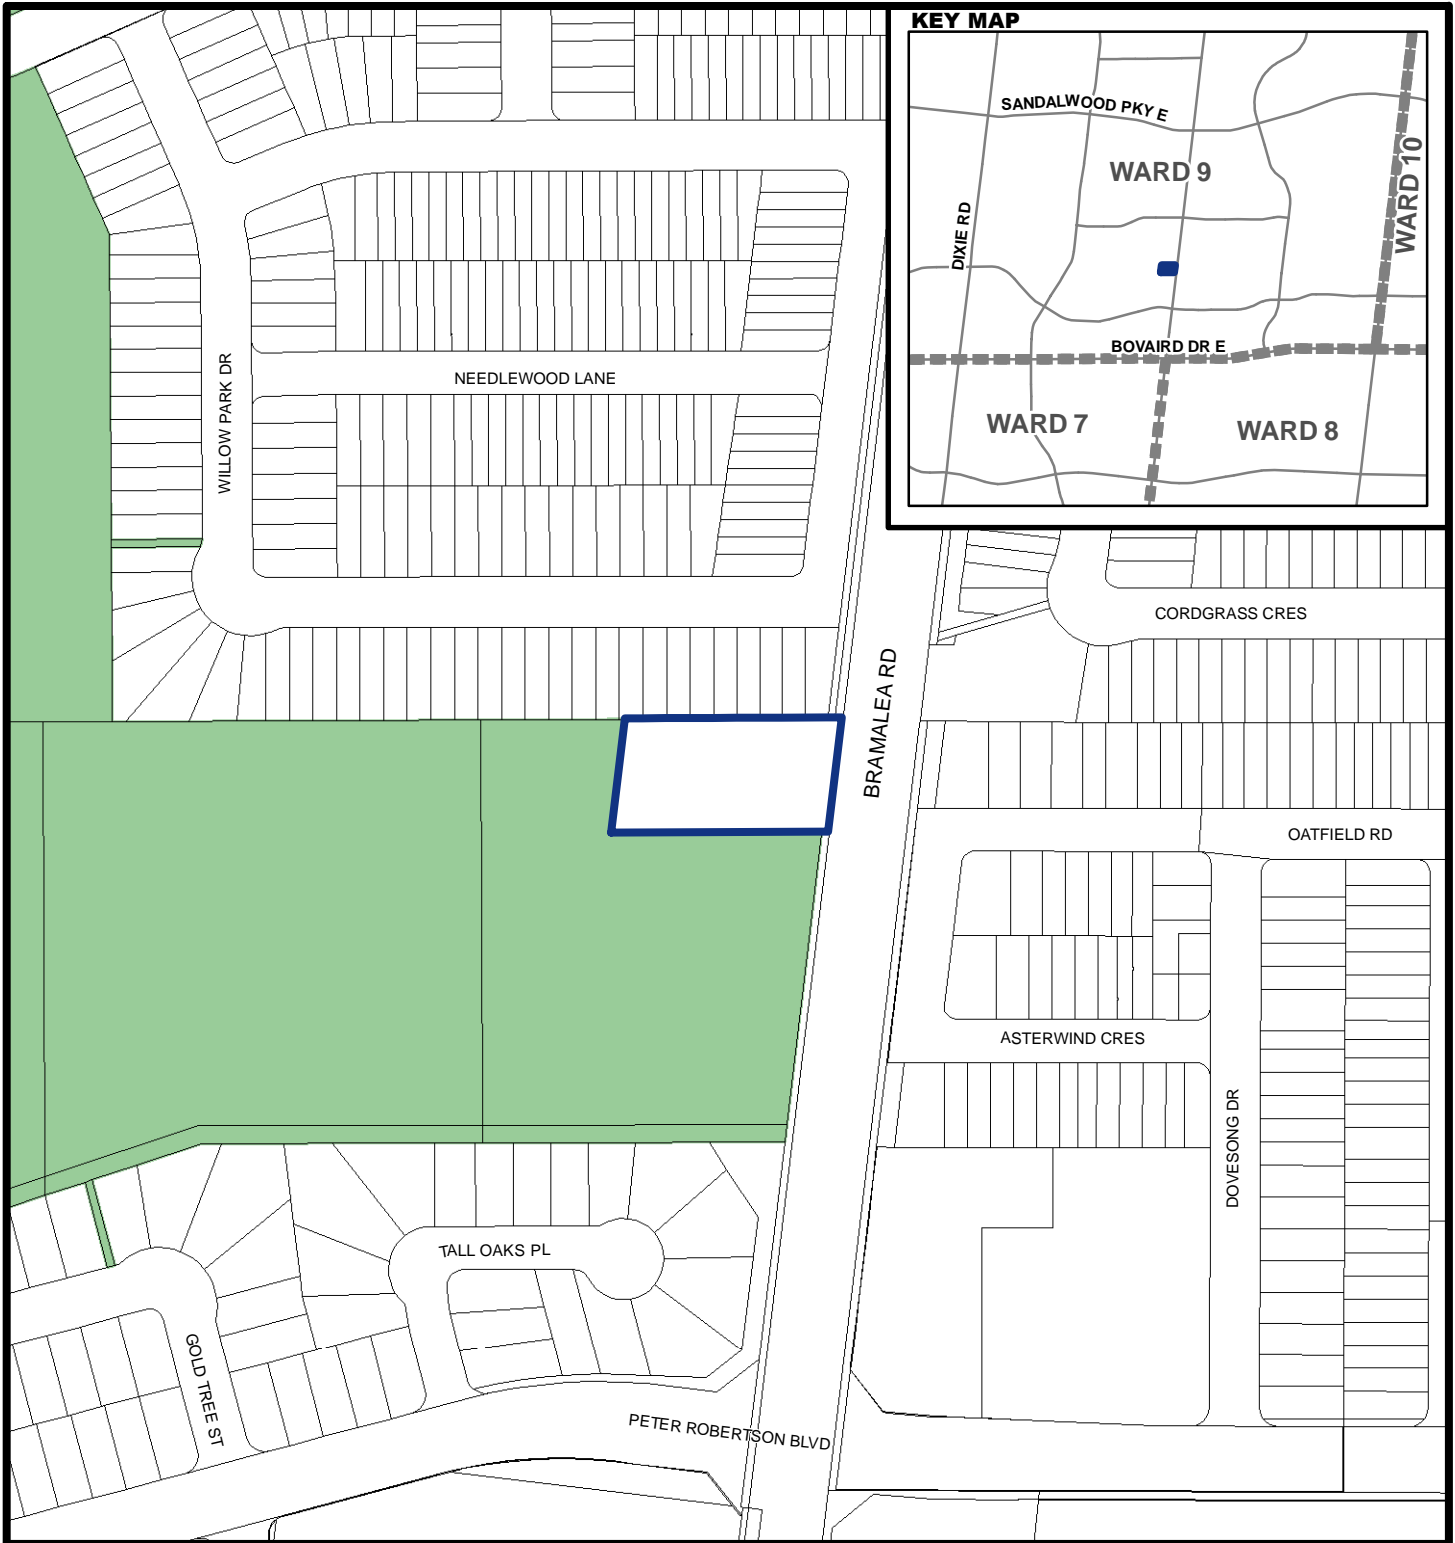 KEY MAP
SANDALWOOD PKY E
WARD 9
WARD 10
DIXIE RD
BOVAIRD DR E
WARD 7
WARD 8
WILLOW PARK DR
NEEDLEWOOD LANE
CORDGRASS CRES
BRAMALEA RD
OATFIELD RD
ASTERWIND CRES
DOVESONG DR
TALL OAKS PL
GOLD TREE ST
PETER ROBERTSON BLVD